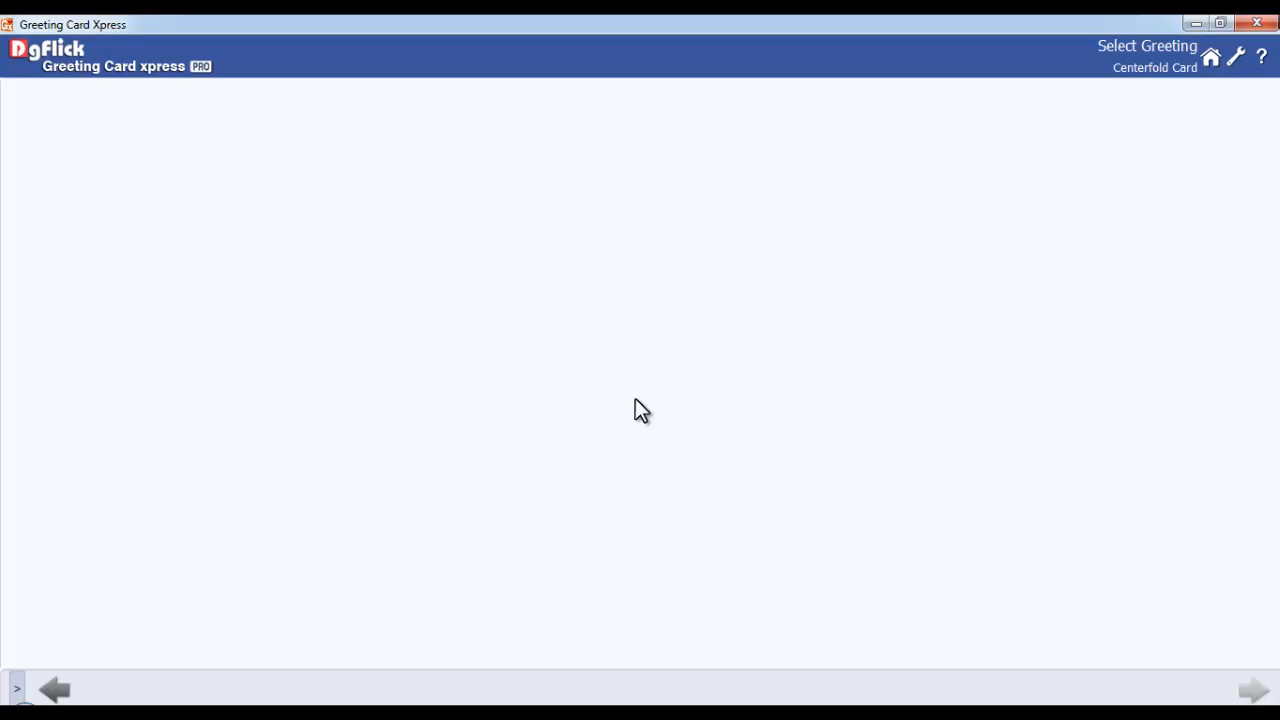 Greeting Card Xpress
DgFlick
Greeting Card xpress PRO
Select Greeting
Centerfold Card
?
>